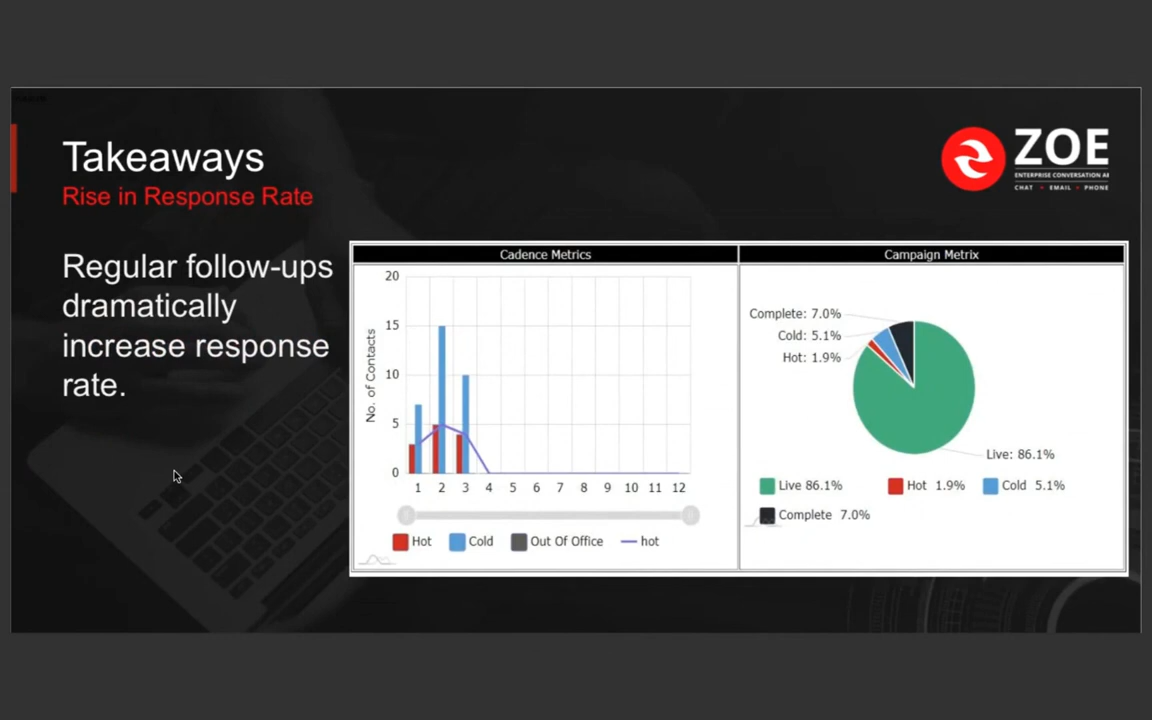 Takeaways
Rise in Response Rate
Regular follow-ups
dramatically
increase response
rate.
ZOE
ENTERPRISE CONVERSATION AI
CHAT • EMAIL • PHONE
Cadence Metrics
No. of Contacts
20
15
10
5
0
1 2 3 4 5 6 7 8 9 10 11 12
Hot Cold Out Of Office hot
Campaign Metrix
Complete: 7.0%
Cold: 5.1%
Hot: 1.9%
Live: 86.1%
Live 86.1% Hot 1.9% Cold 5.1%
Complete 7.0%